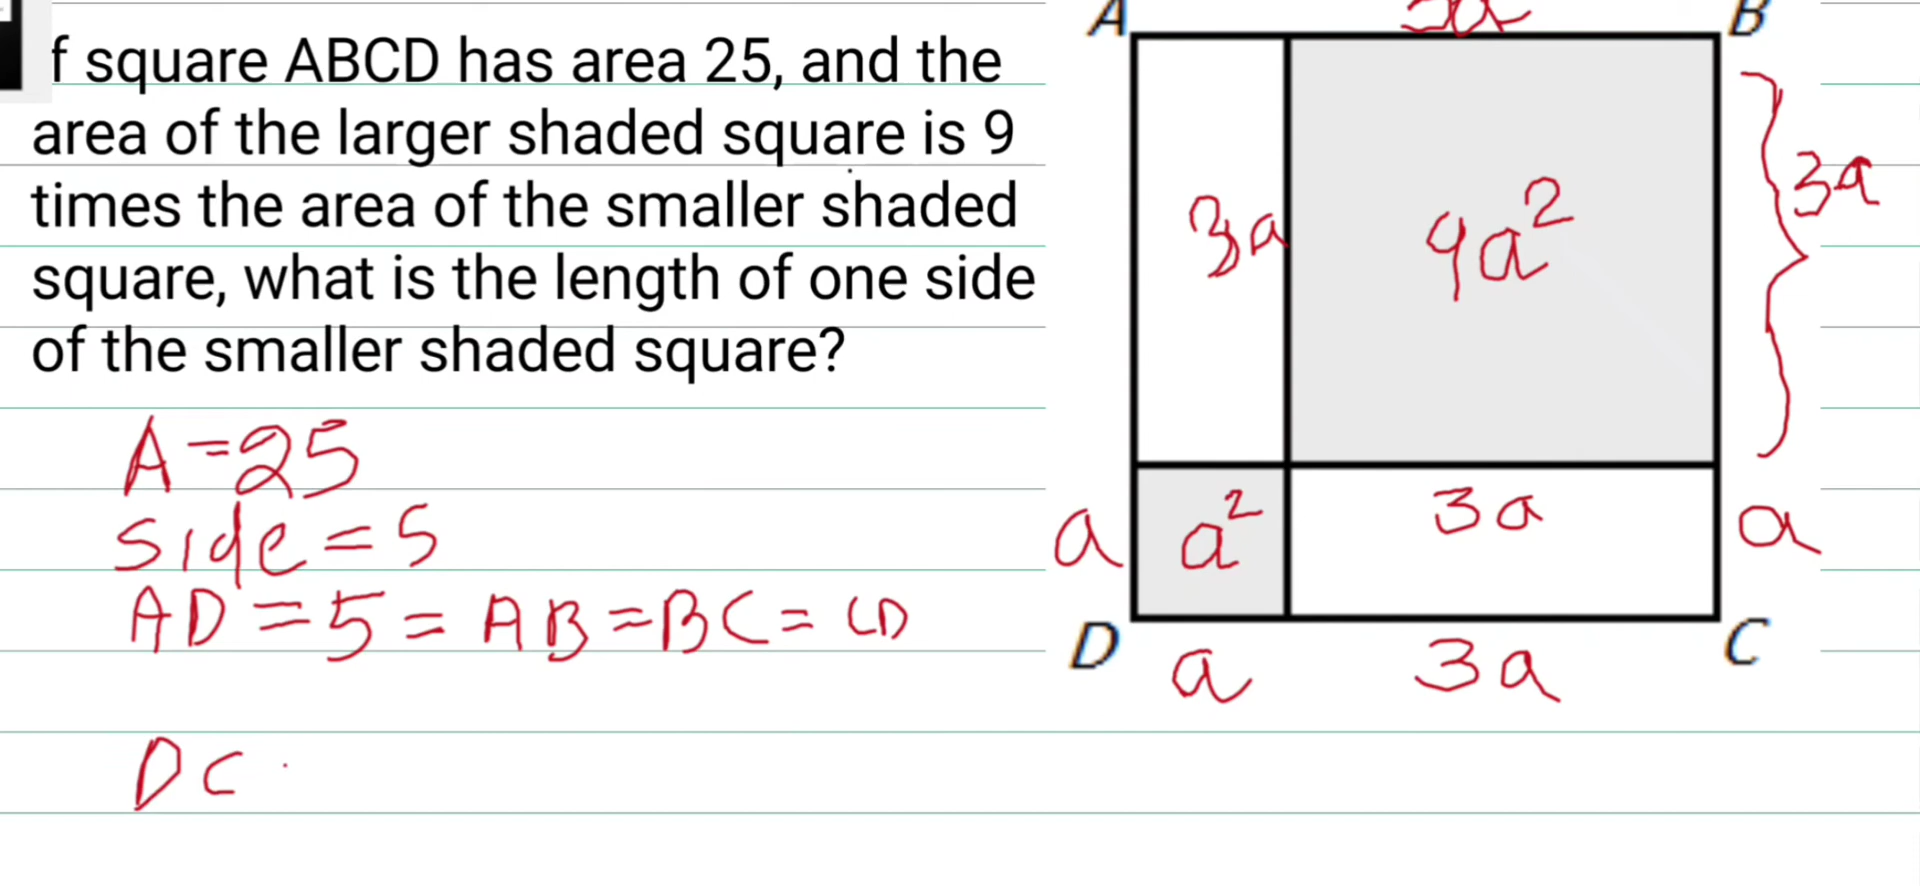 f square ABCD has area 25, and the
area of the larger shaded square is 9
times the area of the smaller shaded
square, what is the length of one side
of the smaller shaded square?
A=25
side=5
AD=5=AB=BC=CD
DC
A
B
3a
3a
9a²
3a
a
a²
3a
a
D
a
3a
C